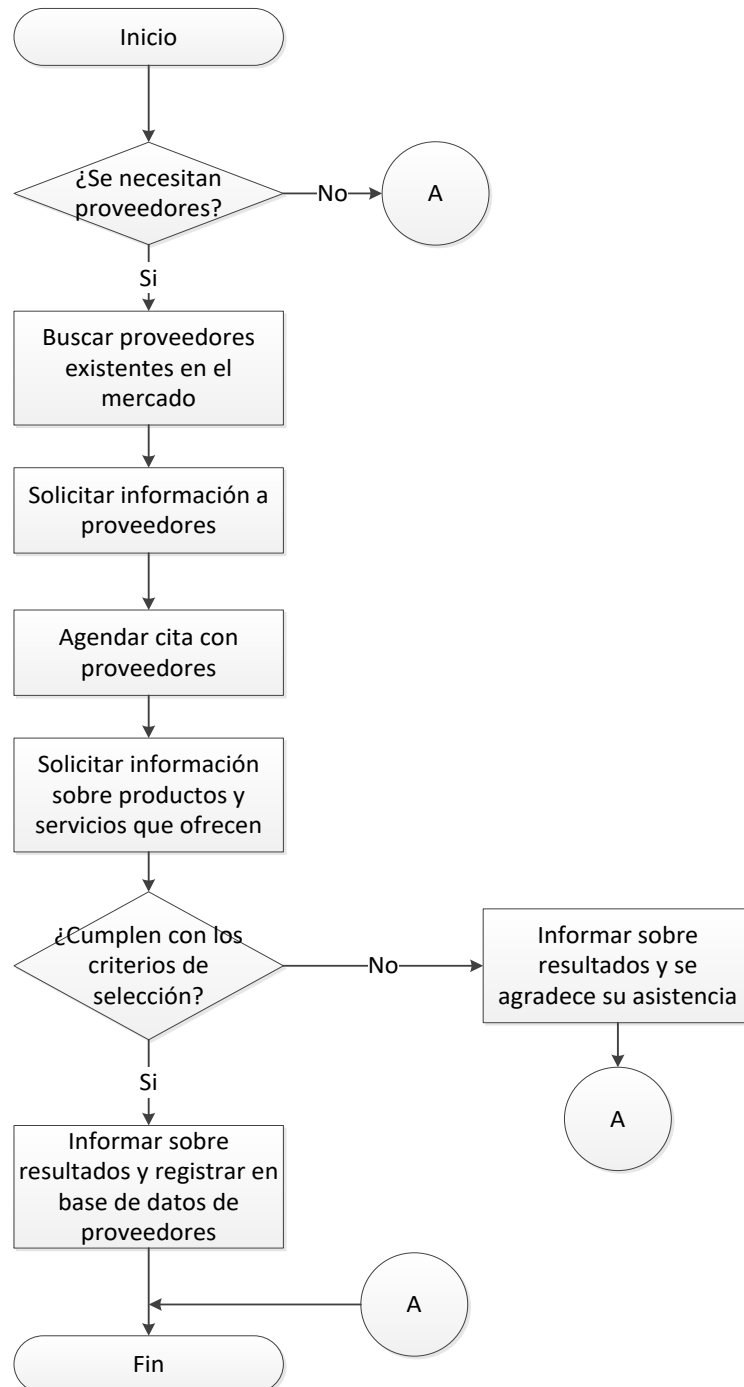 Inicio
¿Se necesitan
proveedores?
No
A
Si
Buscar proveedores
existentes en el
mercado
Solicitar información a
proveedores
Agendar cita con
proveedores
Solicitar información
sobre productos y
servicios que ofrecen
¿Cumplen con los
criterios de
selección?
No
Informar sobre
resultados y se
agradece su asistencia
A
Si
Informar sobre
resultados y registrar en
base de datos de
proveedores
A
Fin